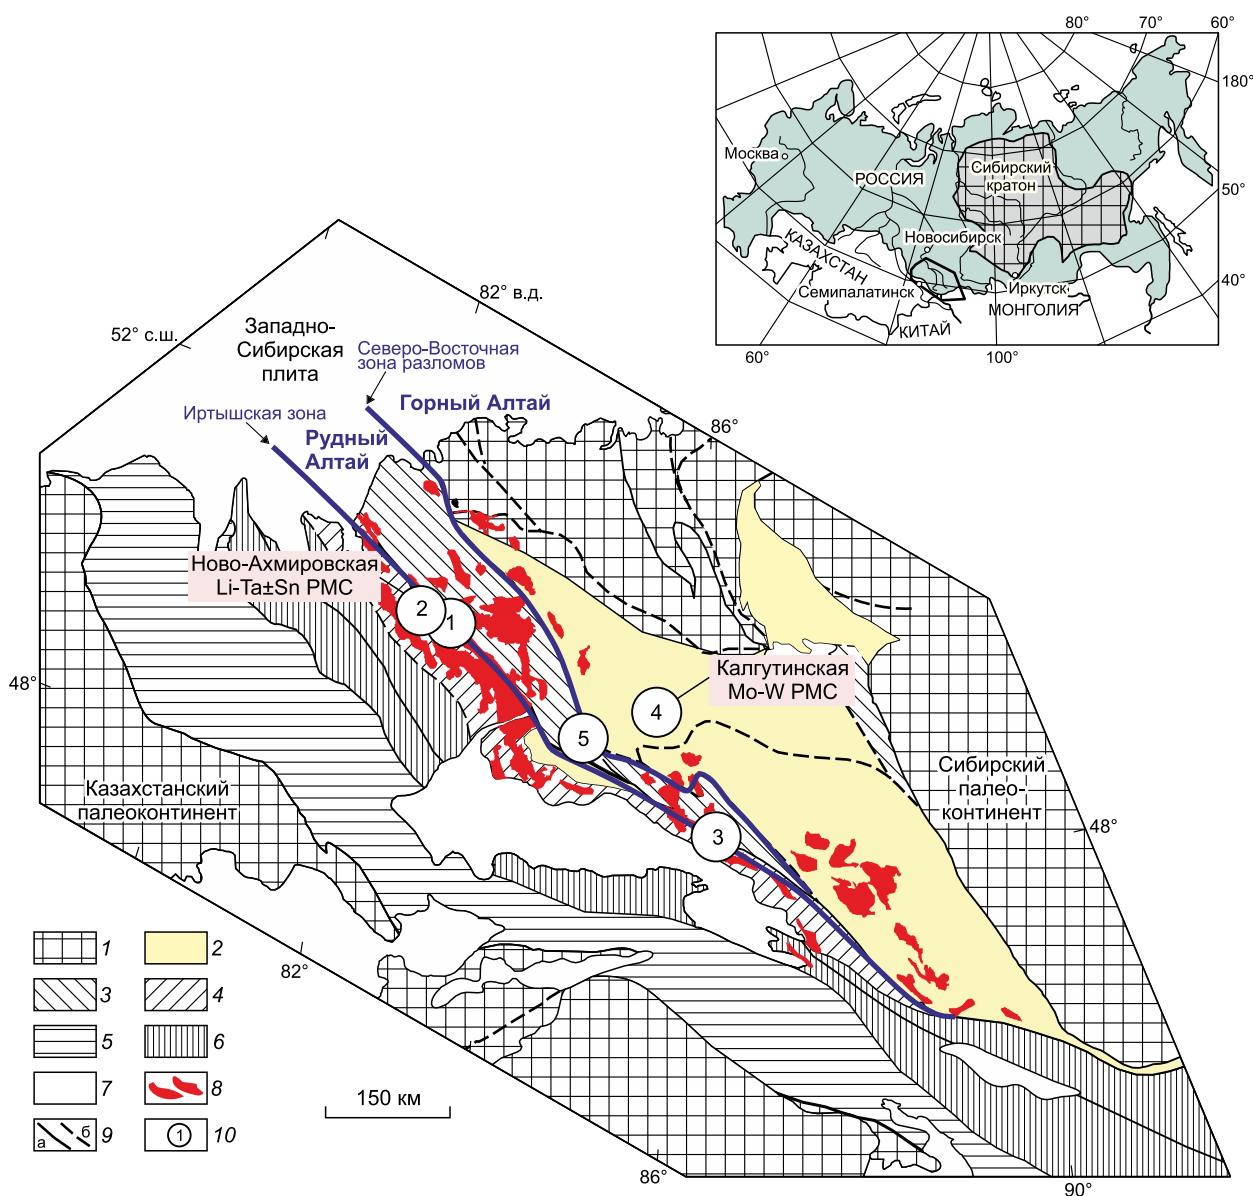 80°
70°
60°
180°
Москва
РОССИЯ
Сибирский
кратон
50°
Новосибирск
КАЗАХСТАН
Семипалатинск
Иркутск
МОНГОЛИЯ
КИТАЙ
40°
60°
100°
82° в.д.
52° с.ш.
Западно-
Сибирская
плита
Северо-Восточная
зона разломов
Иртышская зона
Горный Алтай
Рудный
Алтай
86°
Ново-Ахмировская
Li-Ta±Sn РМС
2
1
Калгутинская
Mo-W РМС
4
5
3
48°
Казахстанский
палеоконтинент
Сибирский
палео-
континент
48°
82°
86°
90°
1
2
3
4
5
6
7
8
а
б
9
1
10
150 км